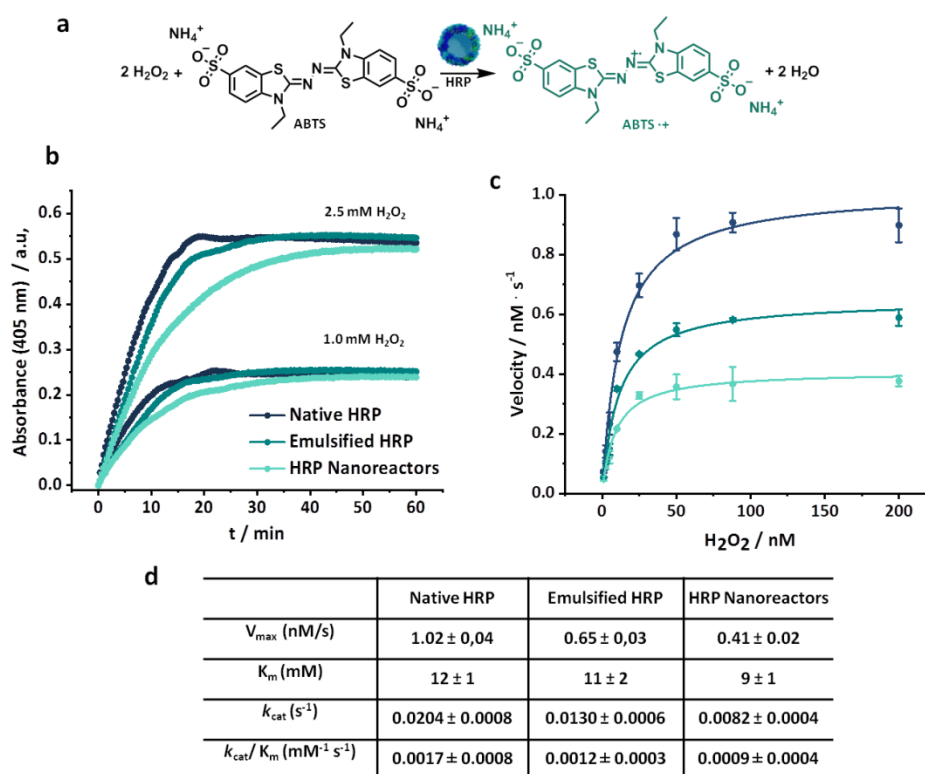 a
NH₄⁺
2 H₂O₂ +
O
O⁻
S
O
S
N
N
N
S
N
O
S
O⁻
O
ABTS
NH₄⁺
HRP
NH₄⁺
O
O⁻
S
O
S
N
N
N
N
S
O
S
O⁻
O
NH₄⁺
ABTS ·+
+ 2 H₂O
b
Absorbance (405 nm) / a.u,
0.6
0.5
0.4
0.3
0.2
0.1
0.0
2.5 mM H₂O₂
1.0 mM H₂O₂
Native HRP
Emulsified HRP
HRP Nanoreactors
0 10 20 30 40 50 60
t / min
c
Velocity / nM · s⁻¹
1.0
0.8
0.6
0.4
0.2
0.0
0 50 100 150 200
H₂O₂ / nM
d
Native HRP Emulsified HRP HRP Nanoreactors
Vmax (nM/s) 1.02 ± 0,04 0.65 ± 0,03 0.41 ± 0.02
Km (mM) 12 ± 1 11 ± 2 9 ± 1
kcat (s⁻¹) 0.0204 ± 0.0008 0.0130 ± 0.0006 0.0082 ± 0.0004
kcat/ Km (mM⁻¹ s⁻¹) 0.0017 ± 0.0008 0.0012 ± 0.0003 0.0009 ± 0.0004